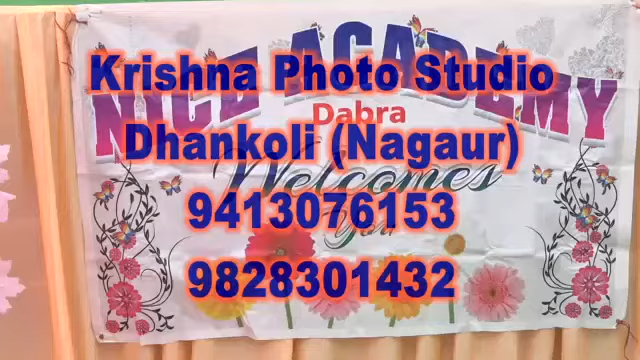 NICE ACADEMY
Krishna Photo Studio
Dabra
Dhankoli (Nagaur)
Welcomes
You
9413076153
9828301432